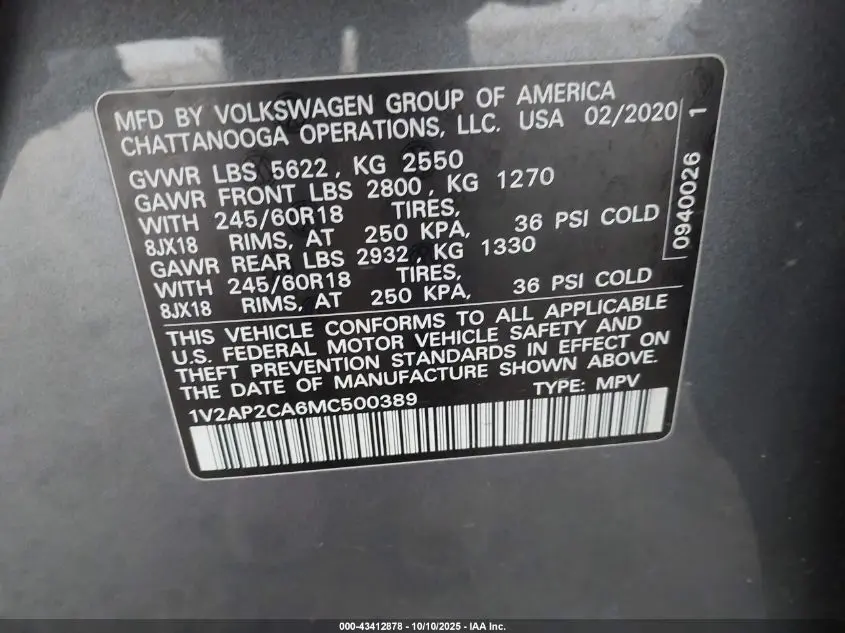 MFD BY VOLKSWAGEN GROUP OF AMERICA
CHATTANOOGA OPERATIONS, LLC. USA 02/2020
GVWR LBS 5622, KG 2550
GAWR FRONT LBS 2800, KG 1270
WITH 245/60R18 TIRES,
8JX18 RIMS, AT 250 KPA, 36 PSI COLD
GAWR REAR LBS 2932, KG 1330
WITH 245/60R18 TIRES,
8JX18 RIMS, AT 250 KPA, 36 PSI COLD
THIS VEHICLE CONFORMS TO ALL APPLICABLE
U.S. FEDERAL MOTOR VEHICLE SAFETY AND
THEFT PREVENTION STANDARDS IN EFFECT ON
THE DATE OF MANUFACTURE SHOWN ABOVE.
1V2AP2CA6MC500389 TYPE: MPV
0940026 1
000-43412878 - 10/10/2025 - IAA Inc.